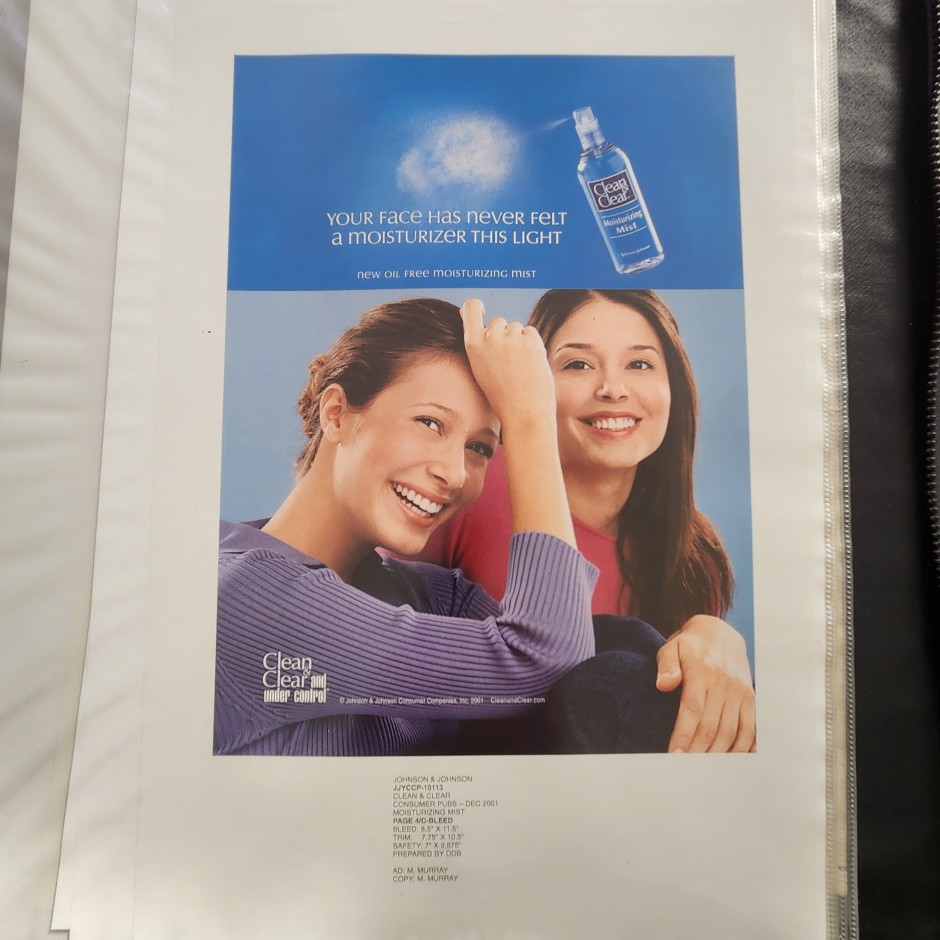 YOUR FACE HAS NEVER FELT
A MOISTURIZER THIS LIGHT
NEW OIL FREE MOISTURIZING MIST
Clean &
Clear
Moisturizing
Mist
Johnson & Johnson
Clean
&
Clear and
under control
© Johnson & Johnson Consumer Companies, Inc. 2001 CleanandClear.com
JOHNSON & JOHNSON
JJYCCP-10113
CLEAN & CLEAR
CONSUMER PUBS – DEC 2001
MOISTURIZING MIST
PAGE 4/C-BLEED
BLEED: 8.5" X 11.5"
TRIM: 7.75" X 10.5"
SAFETY: 7" X 9.875"
PREPARED BY DDB
AD: M. MURRAY
COPY: M. MURRAY